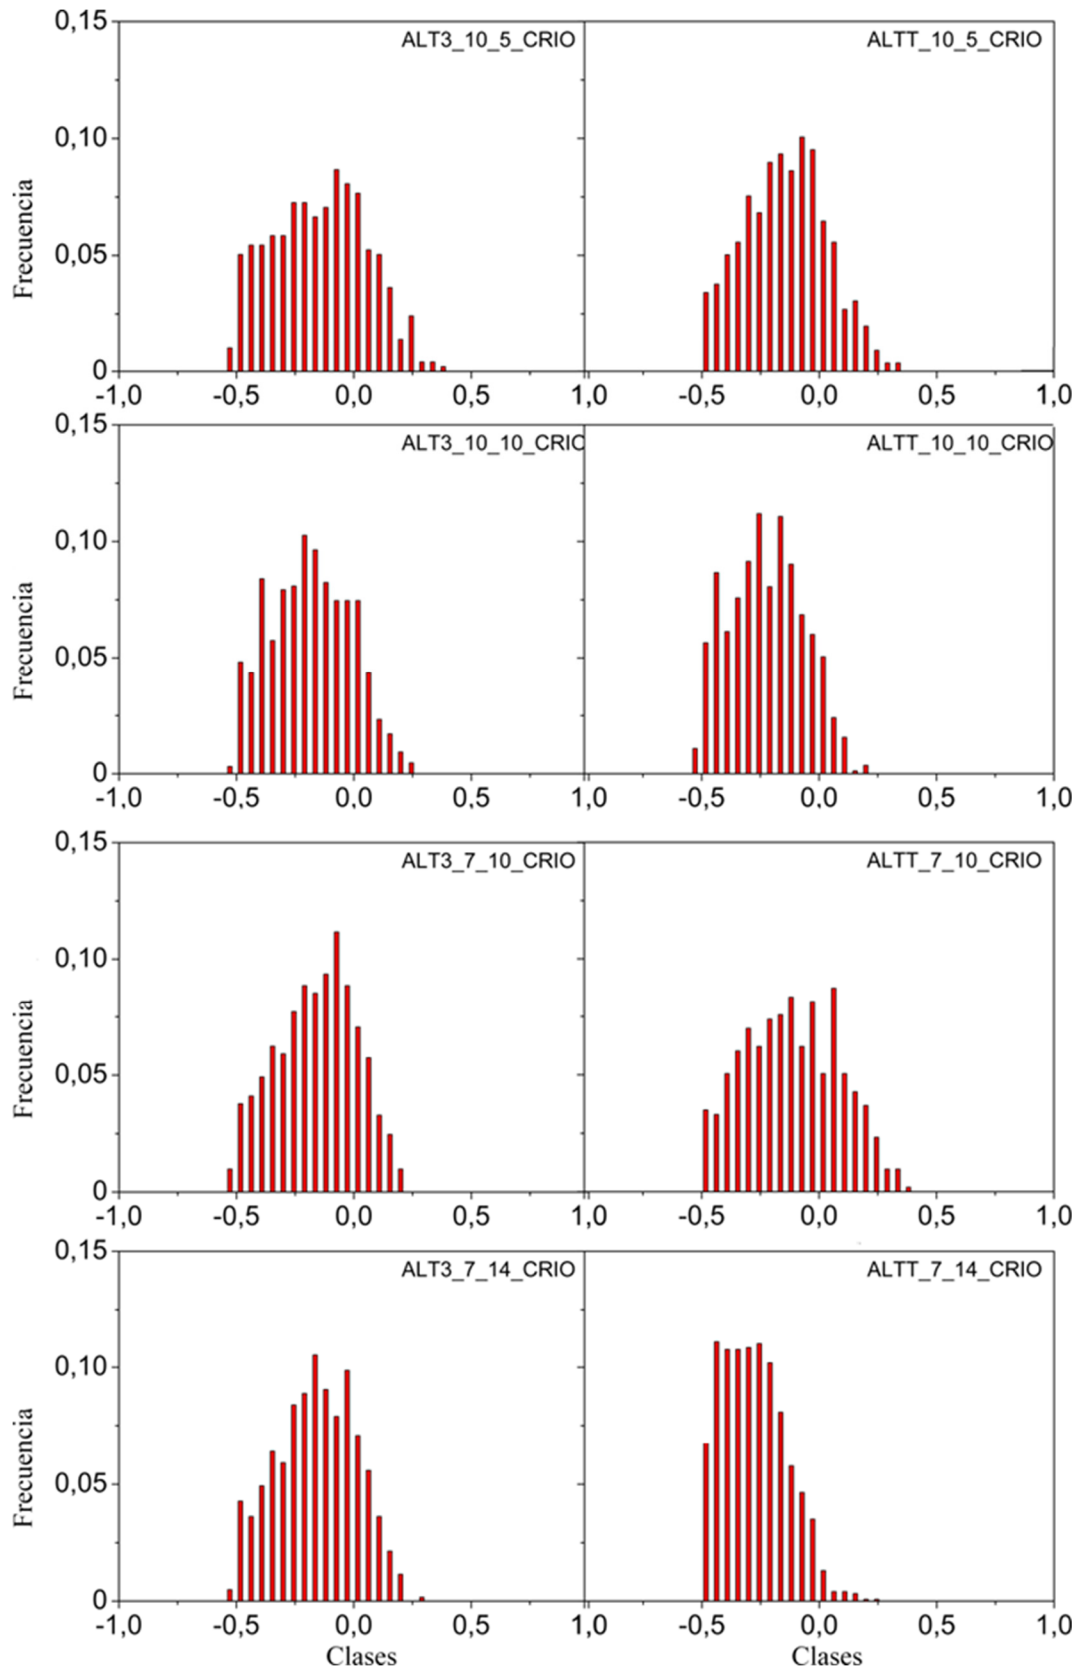 0,15
ALT3_10_5_CRIO
ALTT_10_5_CRIO
0,10
Frecuencia
0,05
0
-1,0 -0,5 0,0 0,5 1,0 -0,5 0,0 0,5 1,0
0,15
ALT3_10_10_CRIO
ALTT_10_10_CRIO
0,10
Frecuencia
0,05
0
-1,0 -0,5 0,0 0,5 1,0 -0,5 0,0 0,5 1,0
0,15
ALT3_7_10_CRIO
ALTT_7_10_CRIO
0,10
Frecuencia
0,05
0
-1,0 -0,5 0,0 0,5 1,0 -0,5 0,0 0,5 1,0
0,15
ALT3_7_14_CRIO
ALTT_7_14_CRIO
0,10
Frecuencia
0,05
0
-1,0 -0,5 0,0 0,5 1,0 -0,5 0,0 0,5 1,0
Clases Clases